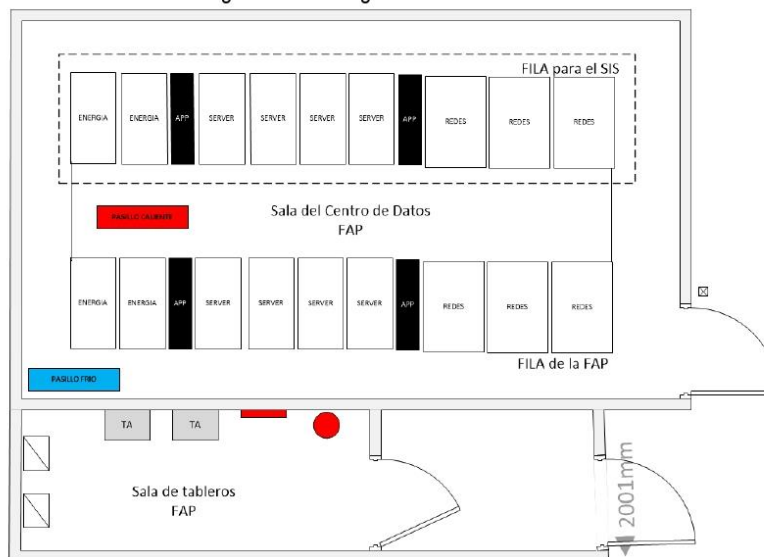 FILA para el SIS
ENERGIA ENERGIA APP SERVER SERVER SERVER SERVER APP REDES REDES REDES
PASILLO CALIENTE
Sala del Centro de Datos
FAP
ENERGIA ENERGIA APP SERVER SERVER SERVER SERVER APP REDES REDES REDES
FILA de la FAP
PASILLO FRIO
TA TA
Sala de tableros
FAP
2001mm